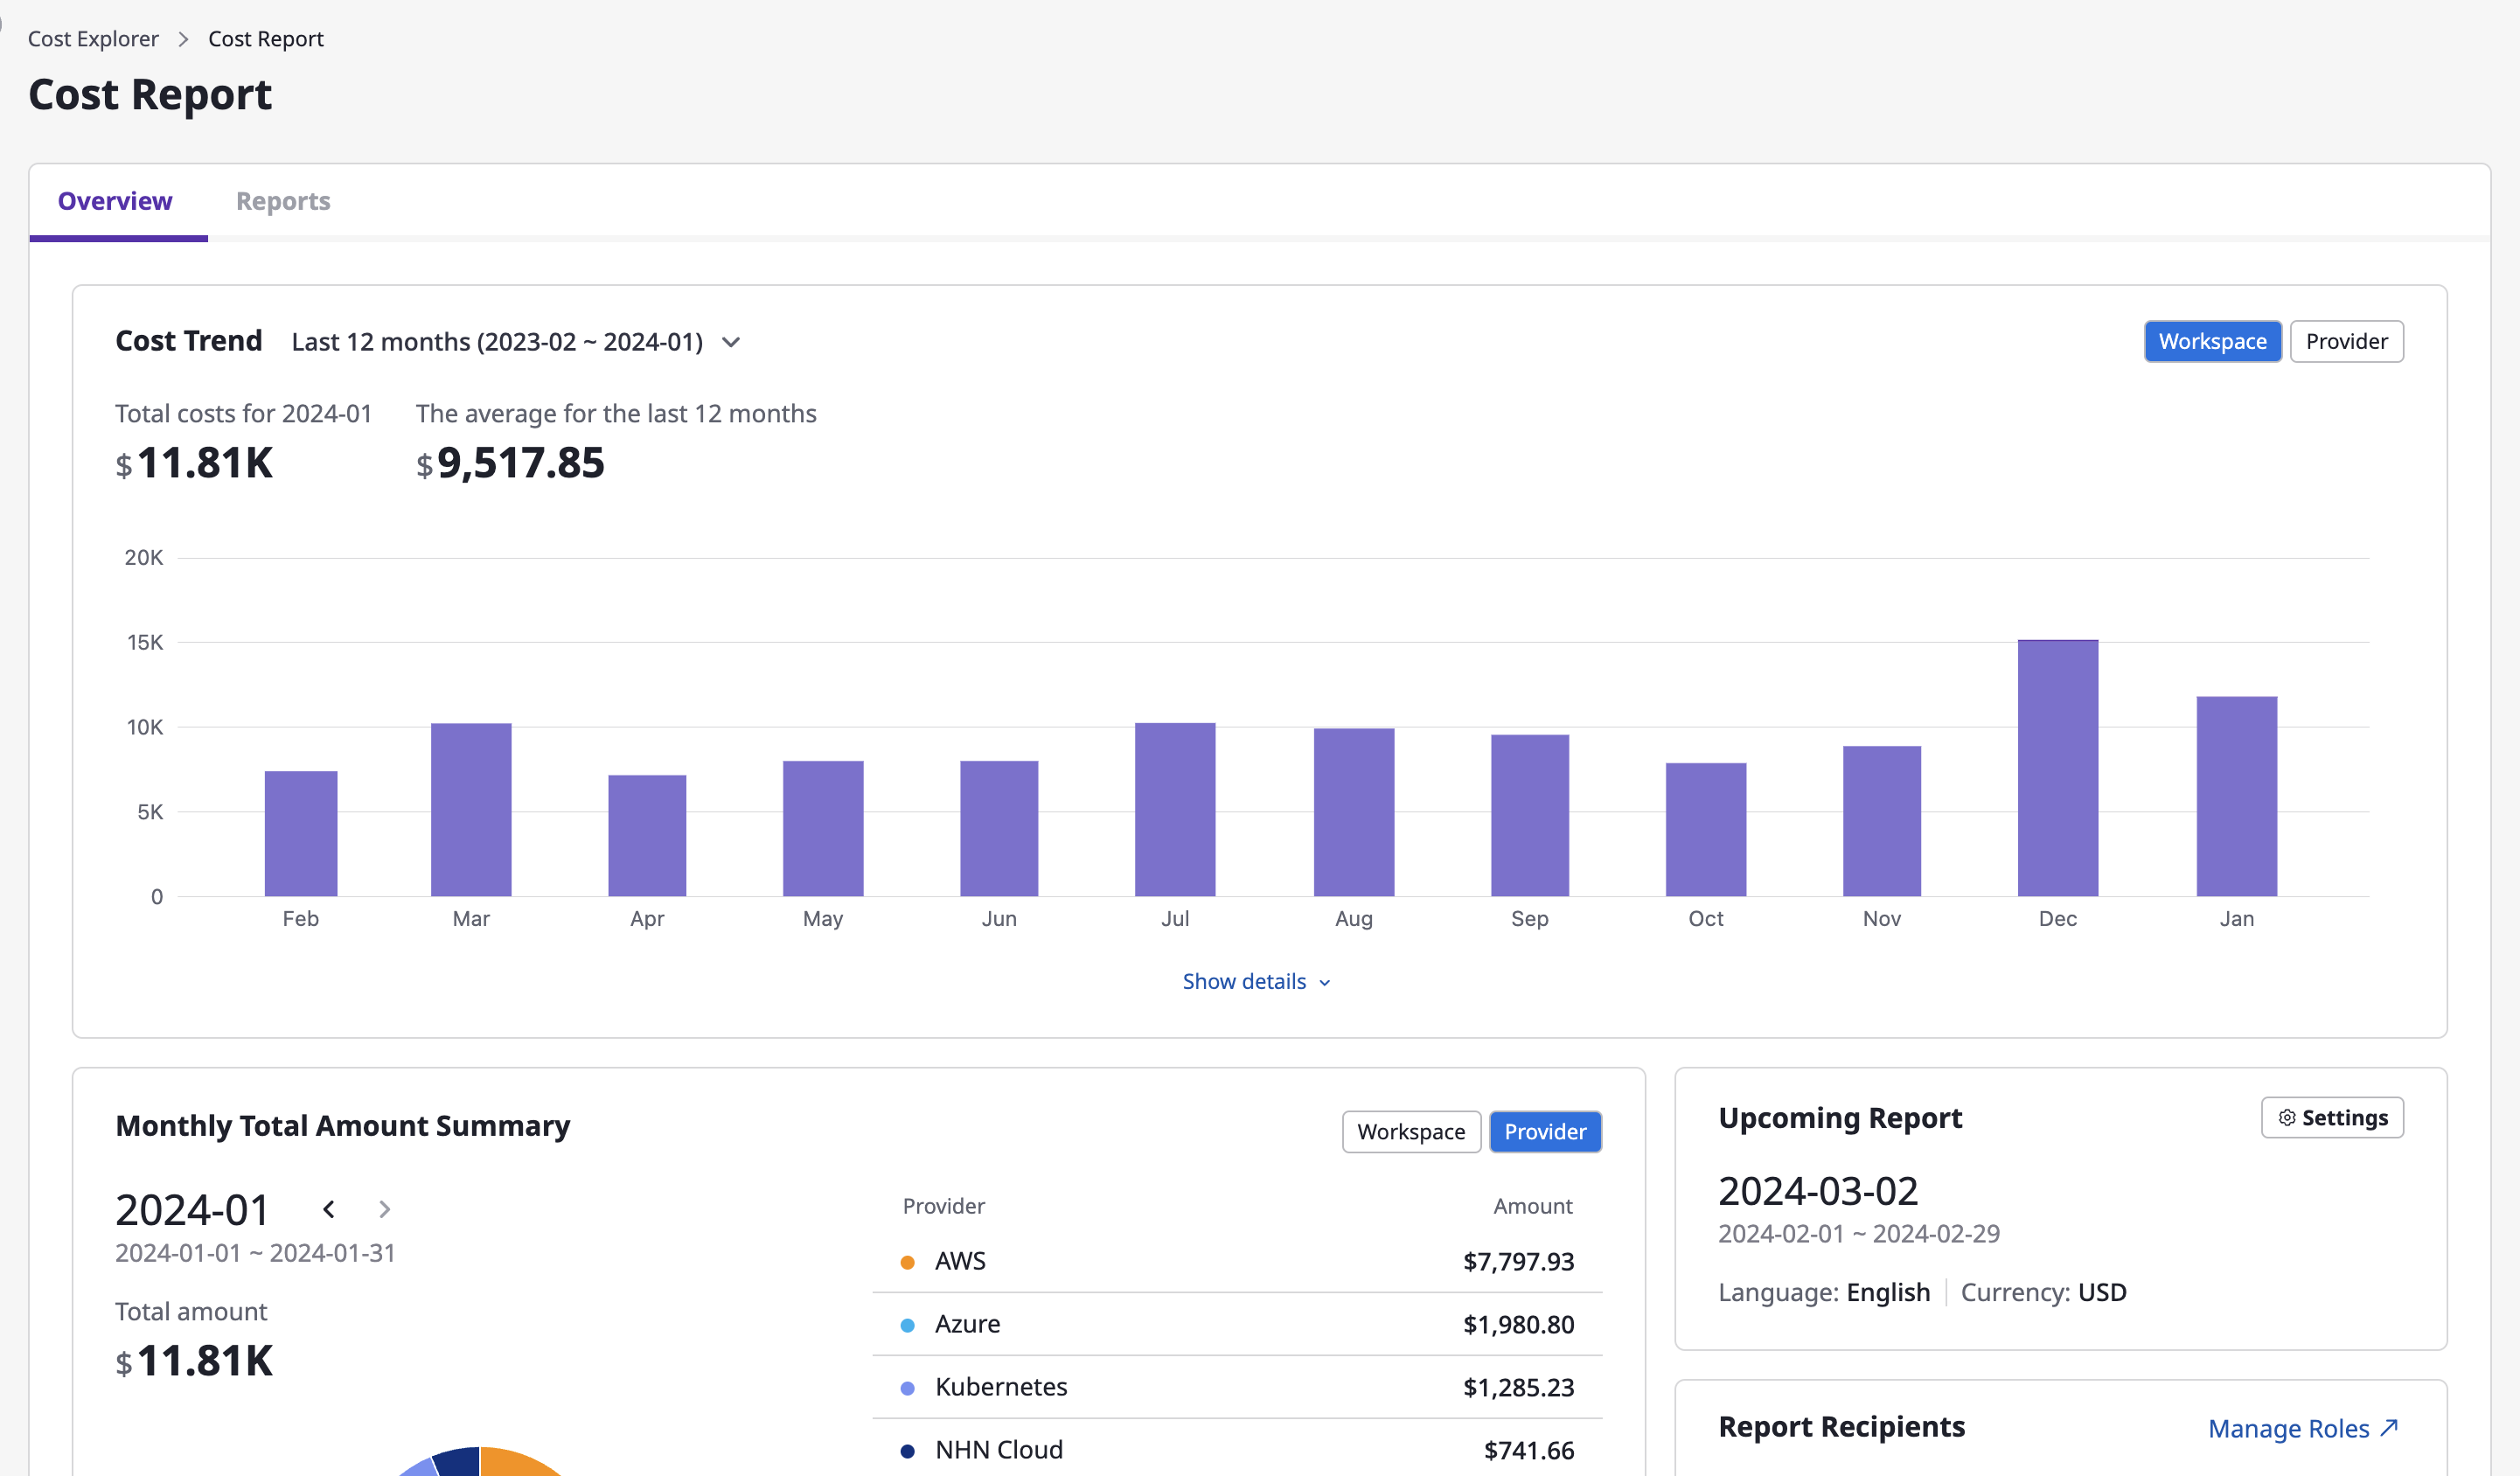 Cost Explorer > Cost Report
Cost Report
Overview Reports
Cost Trend Last 12 months (2023-02 ~ 2024-01) Workspace Provider
Total costs for 2024-01 The average for the last 12 months
$11.81K $9,517.85
20K
15K
10K
5K
0
Feb Mar Apr May Jun Jul Aug Sep Oct Nov Dec Jan
Show details
Monthly Total Amount Summary Workspace Provider
2024-01
2024-01-01 ~ 2024-01-31
Total amount
$11.81K
Provider Amount
AWS $7,797.93
Azure $1,980.80
Kubernetes $1,285.23
NHN Cloud $741.66
Upcoming Report Settings
2024-03-02
2024-02-01 ~ 2024-02-29
Language: English Currency: USD
Report Recipients Manage Roles